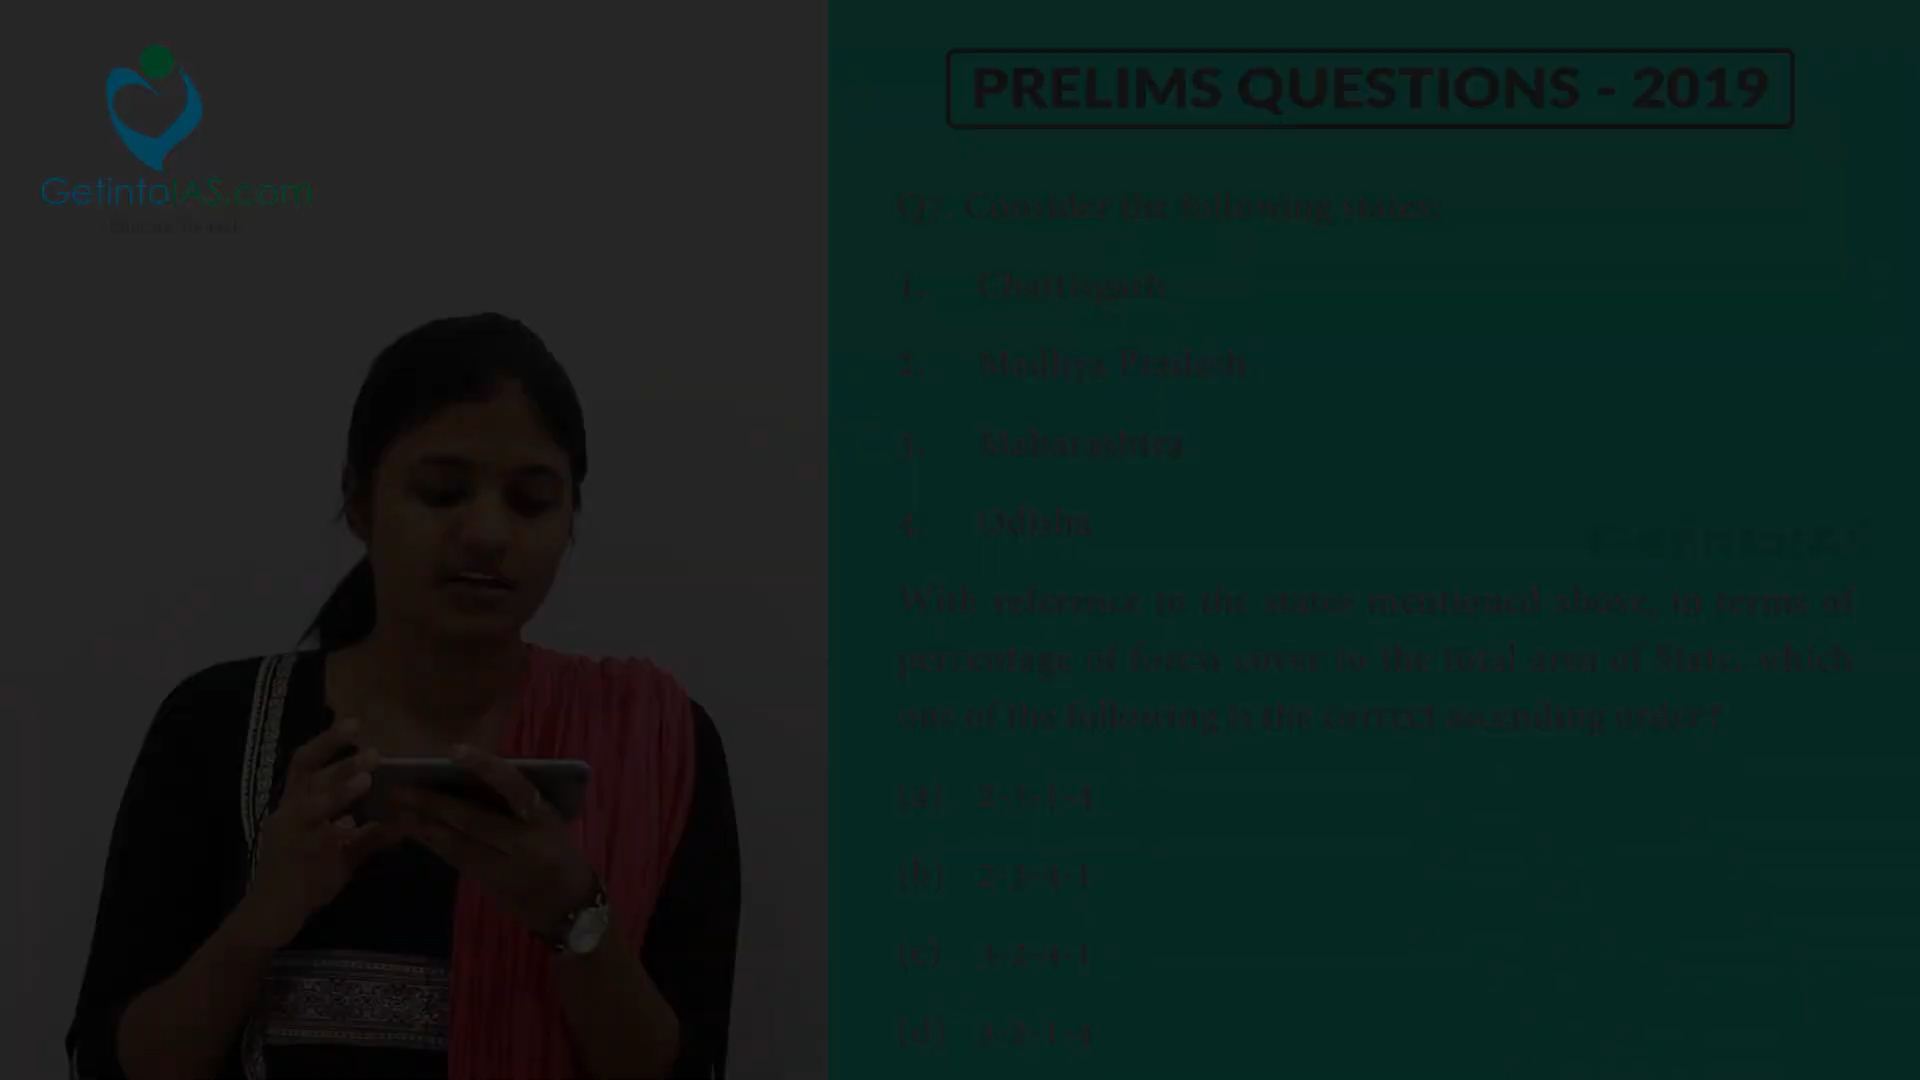 GetintoIAS.com
PRELIMS QUESTIONS - 2019
Consider the following states:
1. Chattisgarh
2. Madhya Pradesh
3. Maharashtra
4. Odisha
With reference to the states mentioned above, in terms of
percentage of forest cover to the total area of State, which
one of the following is the correct ascending order?
(a) 2-3-1-4
(b) 2-3-4-1
(c) 3-2-4-1
(d) 3-2-1-4